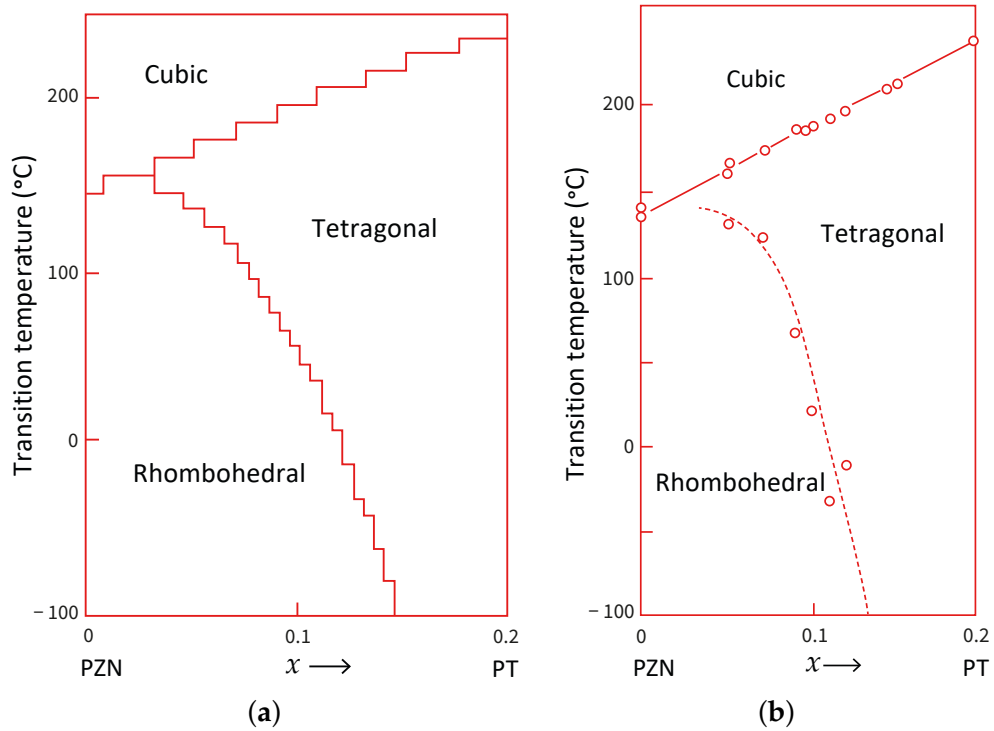 Cubic
200
Tetragonal
100
Transition temperature (°C)
0
Rhombohedral
−100
0
0.1
0.2
PZN
x →
PT
(a)
Cubic
200
Tetragonal
100
Transition temperature (°C)
0
Rhombohedral
−100
0
0.1
0.2
PZN
x →
PT
(b)